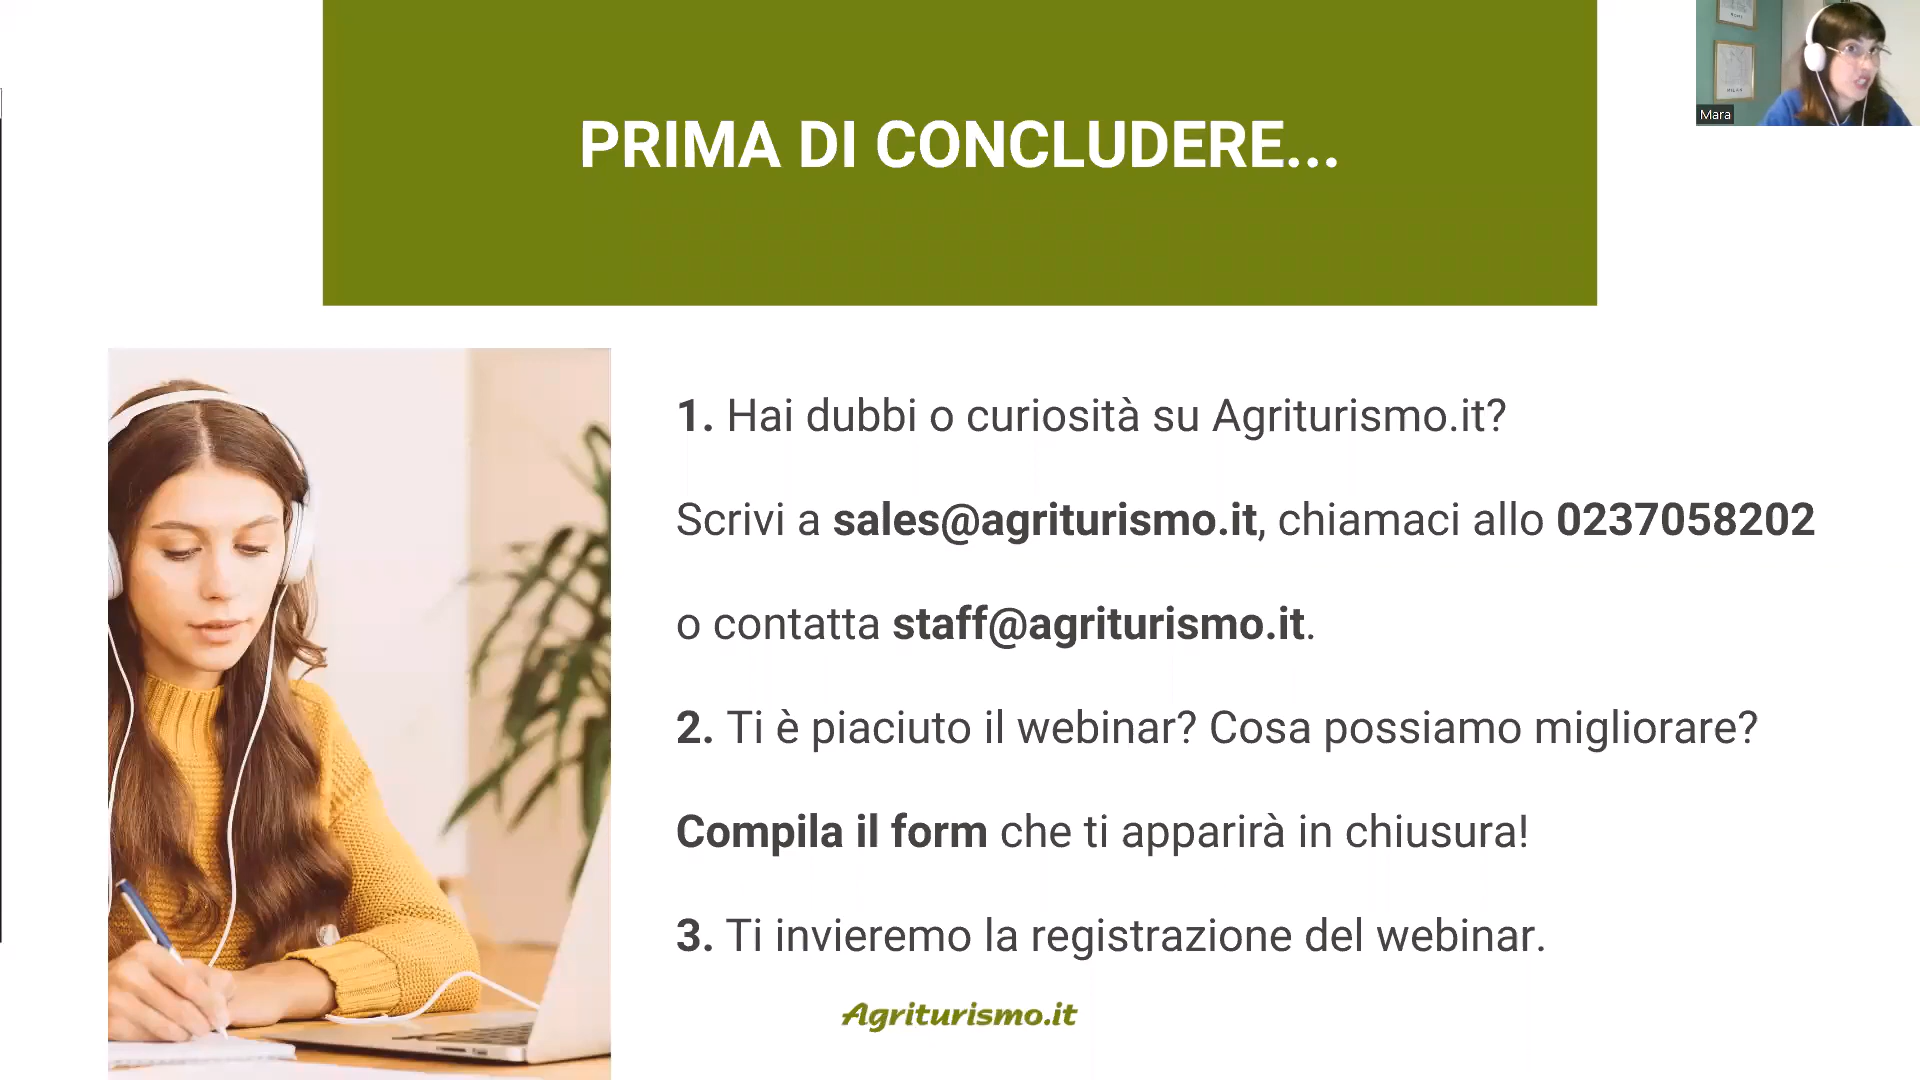 PRIMA DI CONCLUDERE...
Mara
1. Hai dubbi o curiosità su Agriturismo.it?
Scrivi a sales@agriturismo.it, chiamaci allo 0237058202
o contatta staff@agriturismo.it.
2. Ti è piaciuto il webinar? Cosa possiamo migliorare?
Compila il form che ti apparirà in chiusura!
3. Ti invieremo la registrazione del webinar.
Agriturismo.it